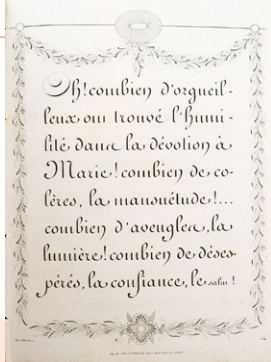 Oh! combien d'orgueil-
leux ont trouvé l'humi-
lité dans la dévotion à
Marie! combien de co-
lères, la mansuétude!...
combien d'aveugles, la
lumière! combien de déses-
pérés, la confiance, le salut!